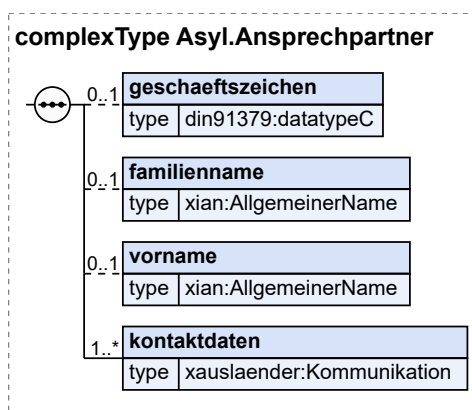 complexType Asyl.Ansprechpartner
0..1 geschaeftszeichen
type din91379:datatypeC
0..1 familienname
type xian:AllgemeinerName
0..1 vorname
type xian:AllgemeinerName
1..* kontaktdaten
type xauslaender:Kommunikation